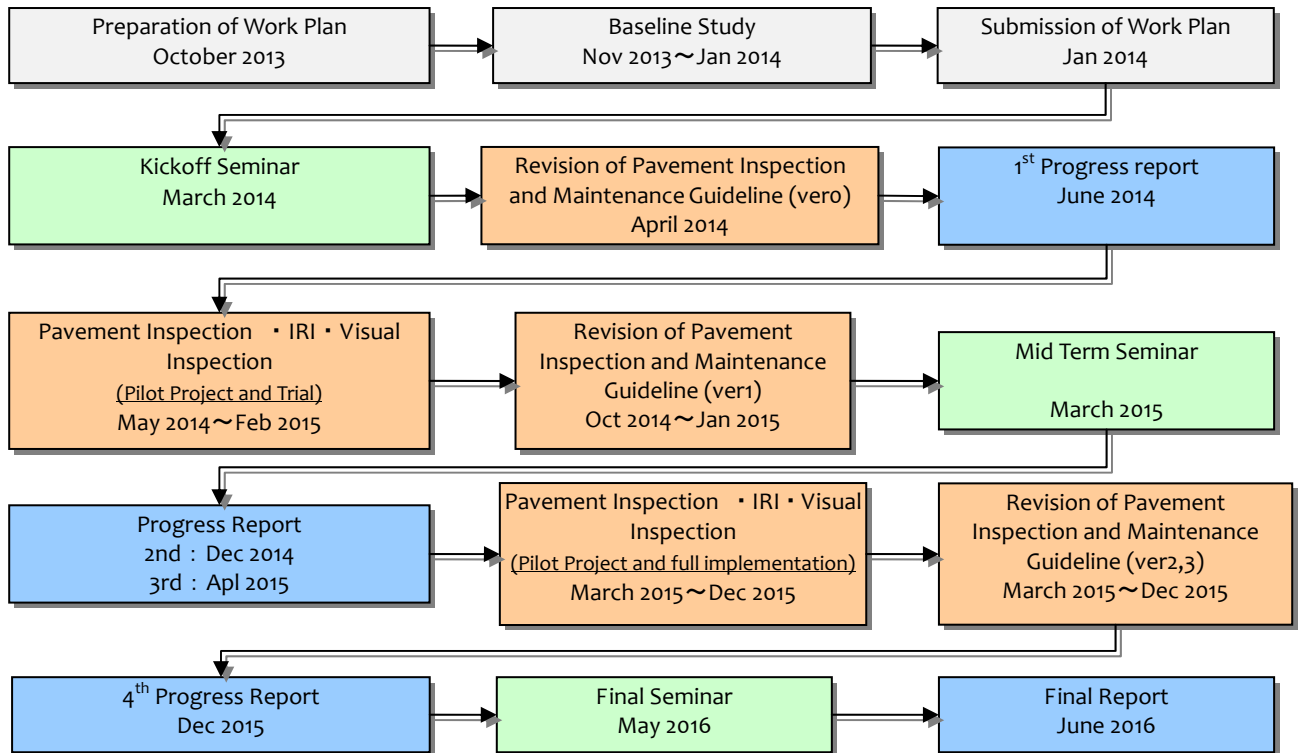 Preparation of Work Plan
October 2013
Baseline Study
Nov 2013～Jan 2014
Submission of Work Plan
Jan 2014
Kickoff Seminar
March 2014
Revision of Pavement Inspection
and Maintenance Guideline (ver0)
April 2014
1st Progress report
June 2014
Pavement Inspection ・IRI・Visual
Inspection
(Pilot Project and Trial)
May 2014～Feb 2015
Revision of Pavement
Inspection and Maintenance
Guideline (ver1)
Oct 2014～Jan 2015
Mid Term Seminar
March 2015
Progress Report
2nd : Dec 2014
3rd : Apl 2015
Pavement Inspection ・IRI・Visual
Inspection
(Pilot Project and full implementation)
March 2015～Dec 2015
Revision of Pavement
Inspection and Maintenance
Guideline (ver2,3)
March 2015～Dec 2015
4th Progress Report
Dec 2015
Final Seminar
May 2016
Final Report
June 2016